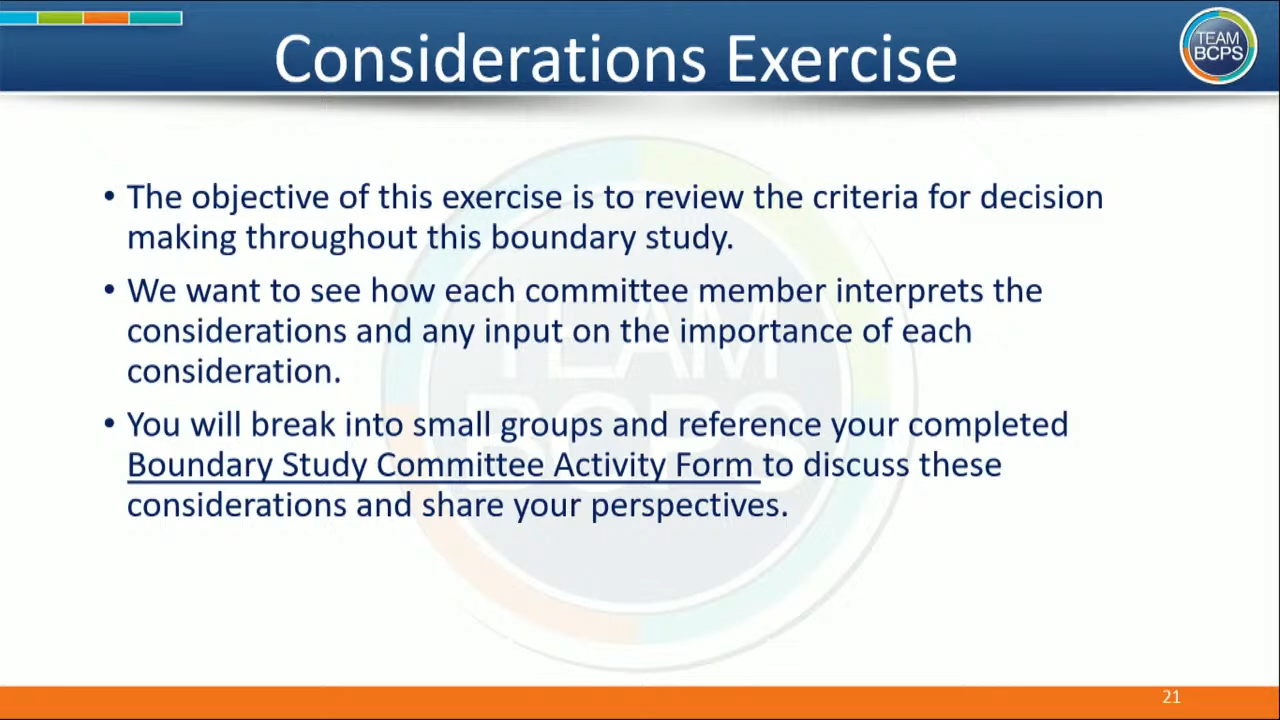 Considerations Exercise
TEAM
BCPS
• The objective of this exercise is to review the criteria for decision
making throughout this boundary study.
• We want to see how each committee member interprets the
considerations and any input on the importance of each
consideration.
• You will break into small groups and reference your completed
Boundary Study Committee Activity Form to discuss these
considerations and share your perspectives.
TEAM
BCPS
21